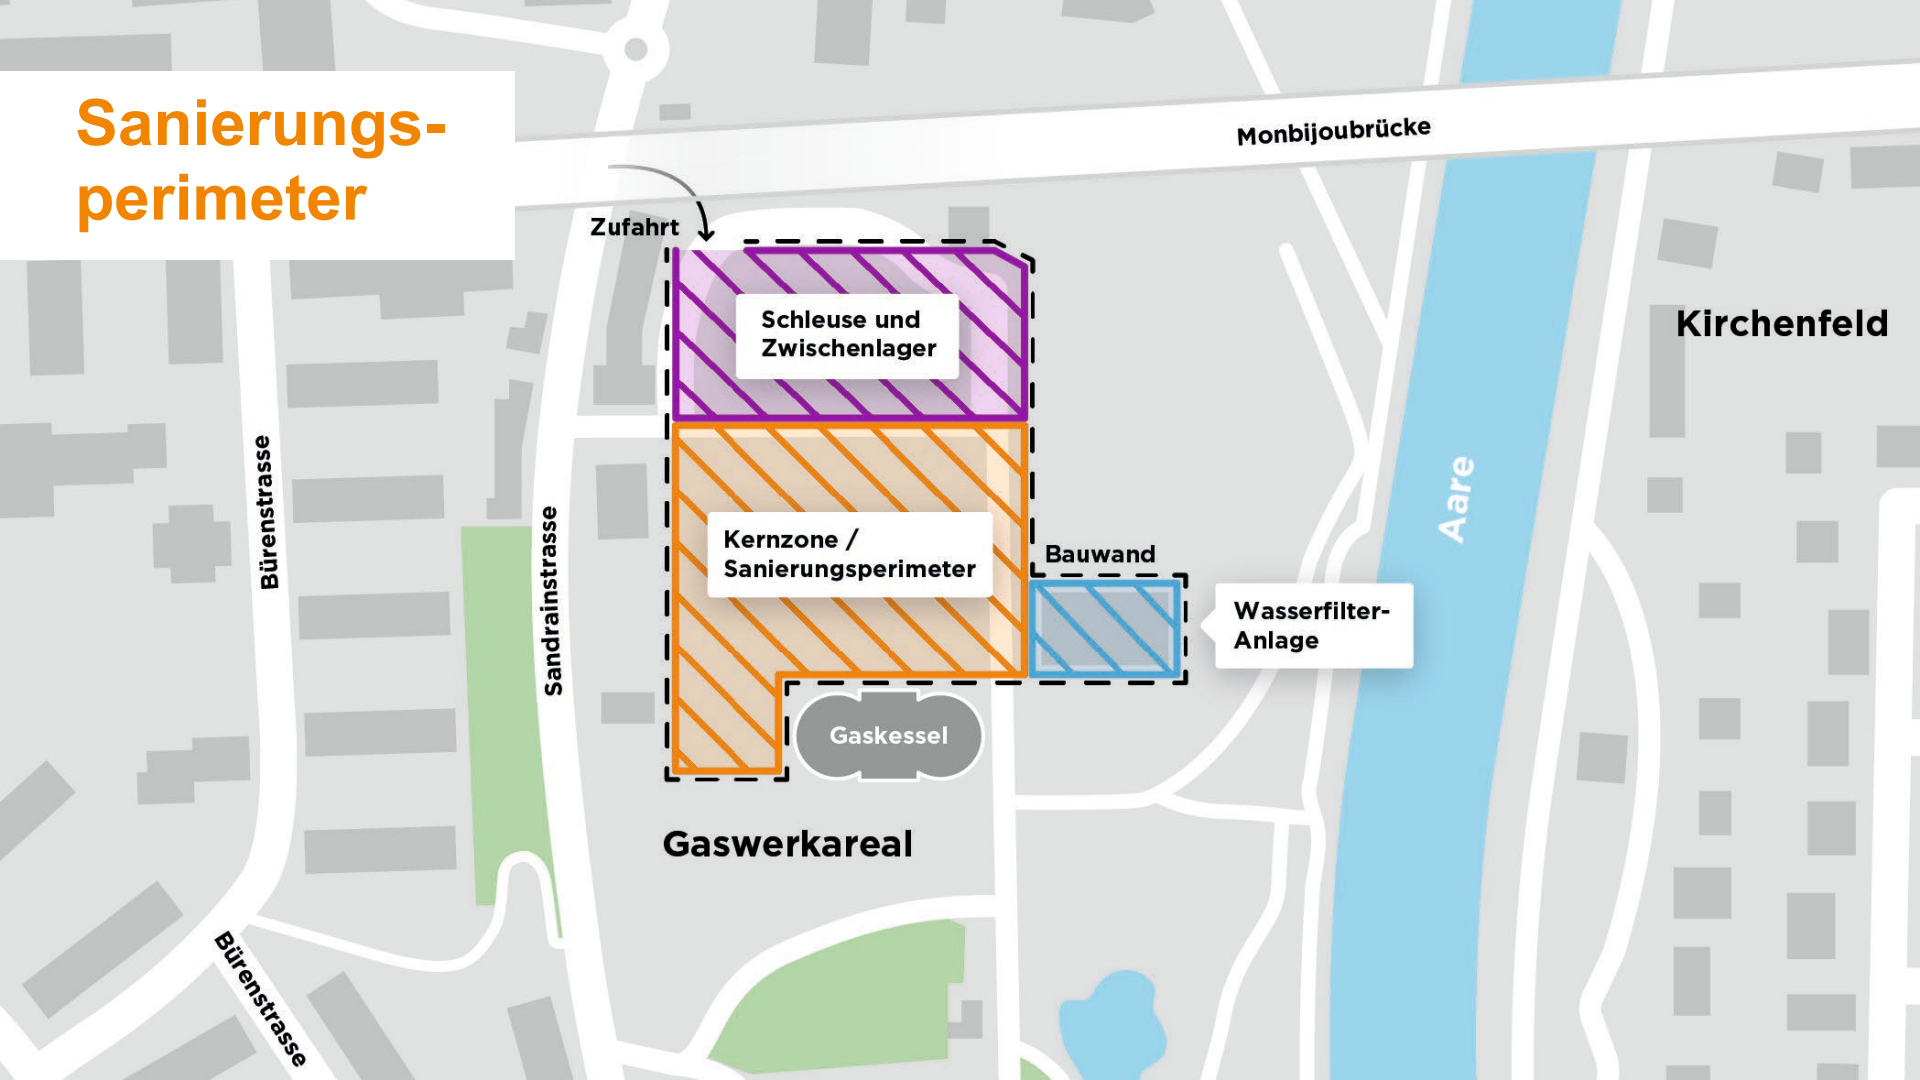 Sanierungs-
perimeter
Monbijoubrücke
Zufahrt
Schleuse und
Zwischenlager
Kirchenfeld
Bürenstrasse
Sandrainstrasse
Aare
Kernzone /
Sanierungsperimeter
Bauwand
Wasserfilter-
Anlage
Gaskessel
Gaswerkareal
Bürenstrasse